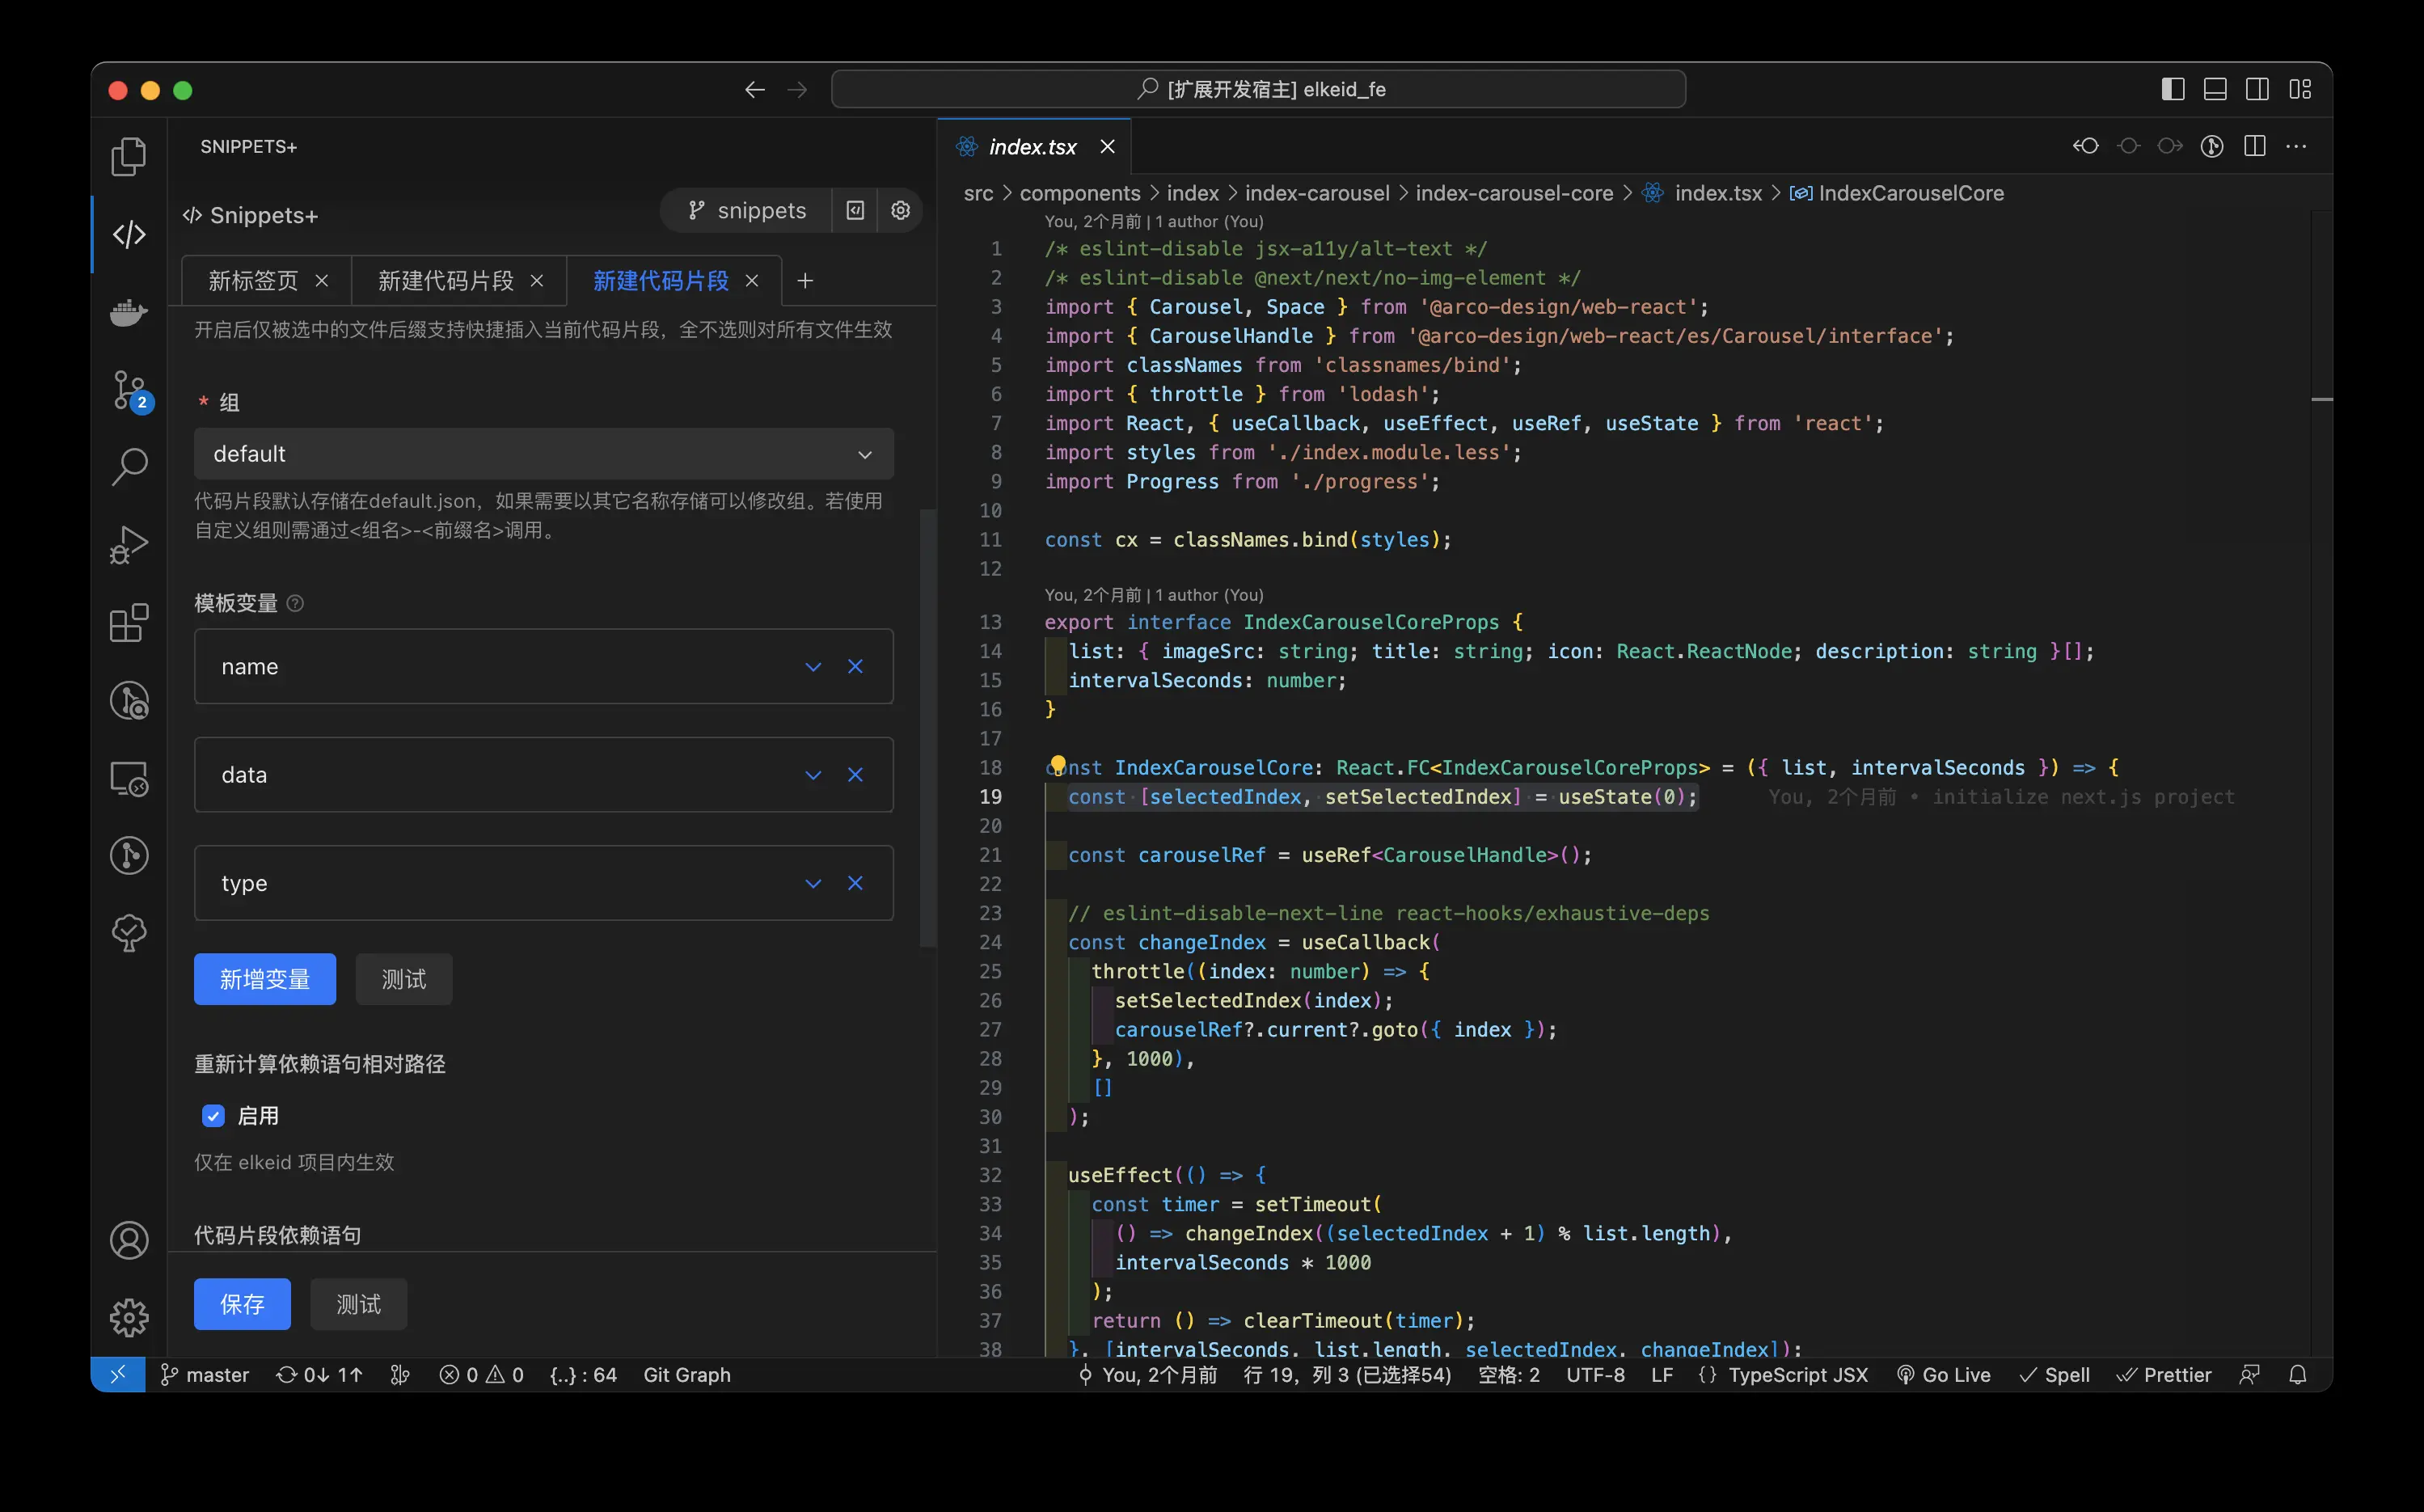 [扩展开发宿主] elkeid_fe
SNIPPETS+
Snippets+
snippets
新标签页
新建代码片段
新建代码片段
开启后仅被选中的文件后缀支持快捷插入当前代码片段，全不选则对所有文件生效
* 组
default
代码片段默认存储在default.json，如果需要以其它名称存储可以修改组。若使用
自定义组则需通过<组名>-<前缀名>调用。
模板变量
name
data
type
新增变量 测试
重新计算依赖语句相对路径
启用
仅在 elkeid 项目内生效
代码片段依赖语句
保存 测试
2
index.tsx
src > components > index > index-carousel > index-carousel-core > index.tsx > IndexCarouselCore
You, 2个月前 | 1 author (You)
1 /* eslint-disable jsx-a11y/alt-text */
2 /* eslint-disable @next/next/no-img-element */
3 import { Carousel, Space } from '@arco-design/web-react';
4 import { CarouselHandle } from '@arco-design/web-react/es/Carousel/interface';
5 import classNames from 'classnames/bind';
6 import { throttle } from 'lodash';
7 import React, { useCallback, useEffect, useRef, useState } from 'react';
8 import styles from './index.module.less';
9 import Progress from './progress';
10
11 const cx = classNames.bind(styles);
12
You, 2个月前 | 1 author (You)
13 export interface IndexCarouselCoreProps {
14 list: { imageSrc: string; title: string; icon: React.ReactNode; description: string }[];
15 intervalSeconds: number;
16 }
17
18 const IndexCarouselCore: React.FC<IndexCarouselCoreProps> = ({ list, intervalSeconds }) => {
19 const [selectedIndex, setSelectedIndex] = useState(0); You, 2个月前 • initialize next.js project
20
21 const carouselRef = useRef<CarouselHandle>();
22
23 // eslint-disable-next-line react-hooks/exhaustive-deps
24 const changeIndex = useCallback(
25 throttle((index: number) => {
26 setSelectedIndex(index);
27 carouselRef?.current?.goto({ index });
28 }, 1000),
29 []
30 );
31
32 useEffect(() => {
33 const timer = setTimeout(
34 () => changeIndex((selectedIndex + 1) % list.length),
35 intervalSeconds * 1000
36 );
37 return () => clearTimeout(timer);
38 }, [intervalSeconds, list.length, selectedIndex, changeIndex]);
master 0↓ 1↑ 0 0 {..} : 64 Git Graph You, 2个月前 行 19，列 3 (已选择54) 空格: 2 UTF-8 LF {} TypeScript JSX Go Live Spell Prettier